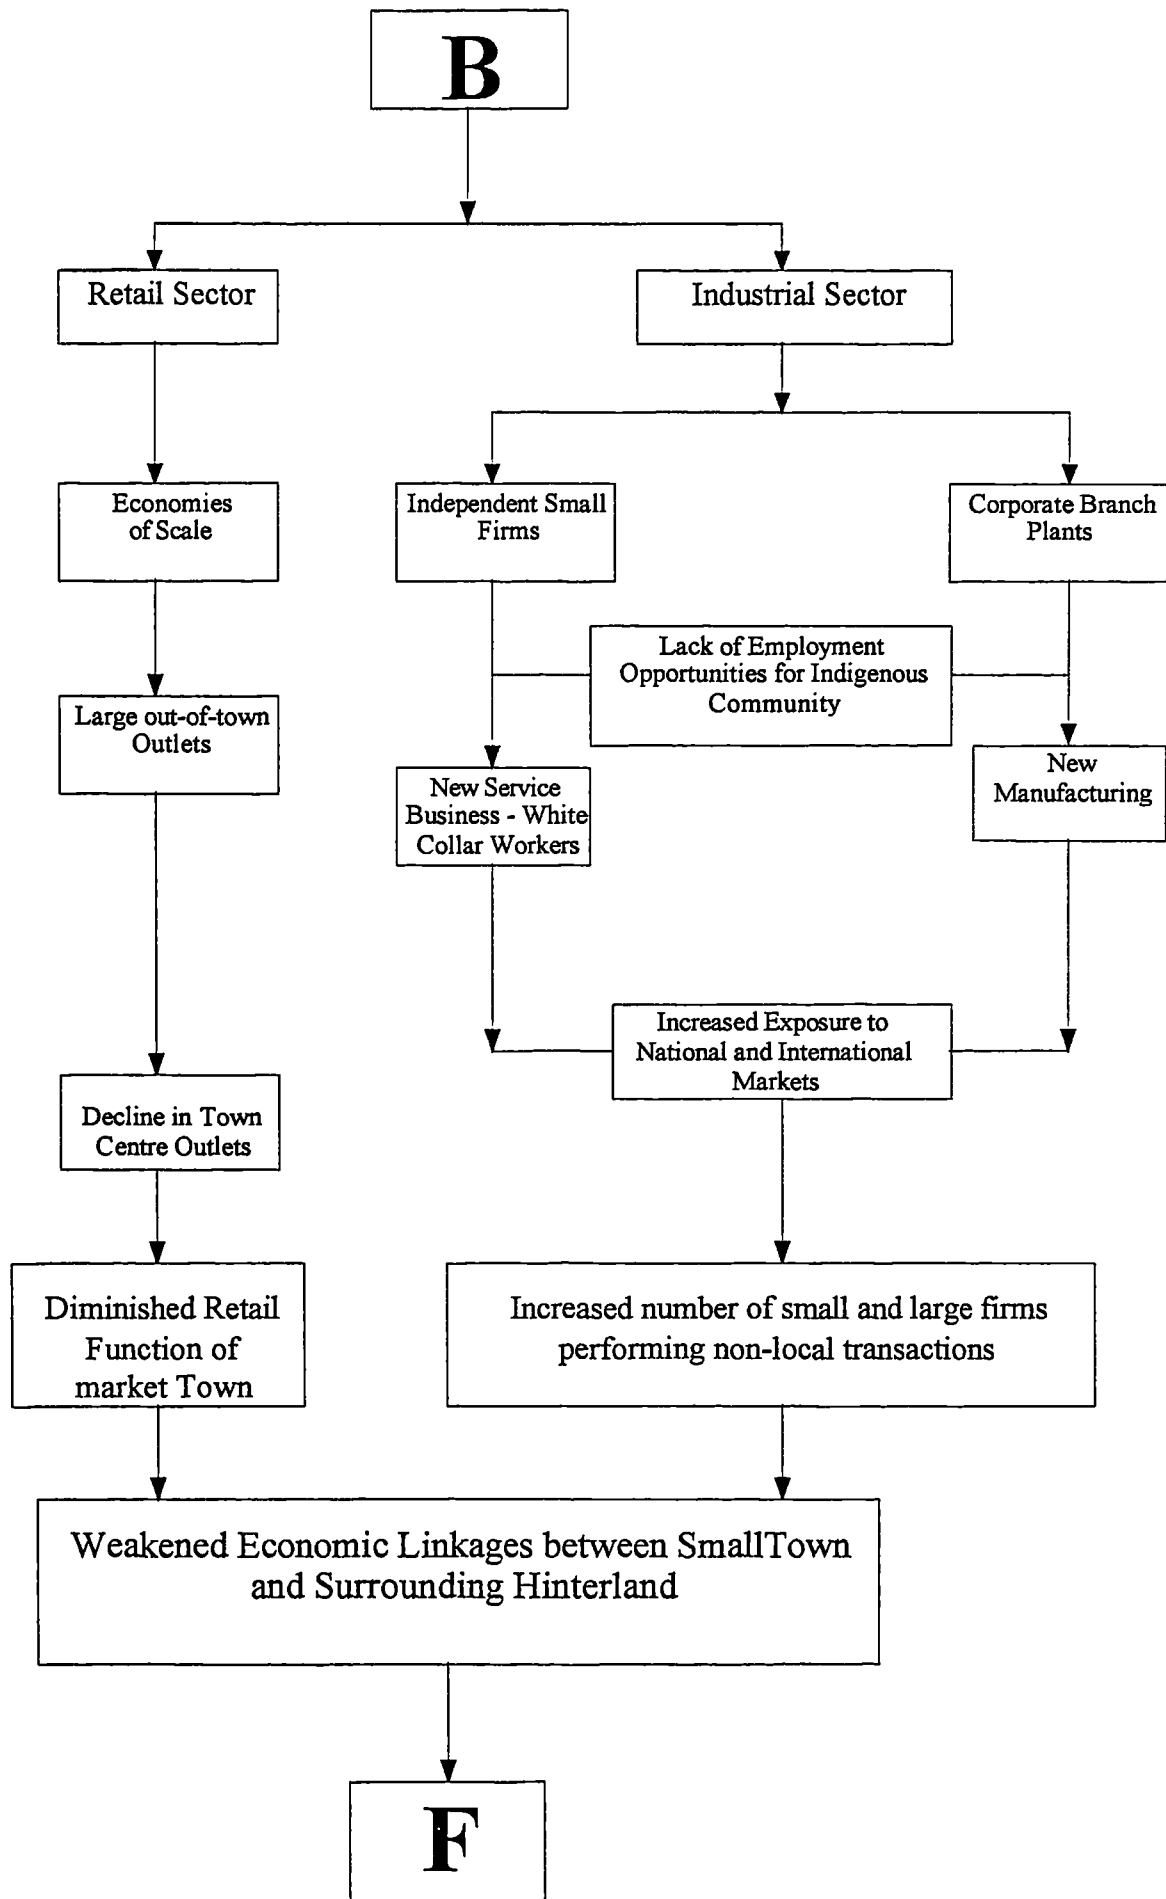 B
Retail Sector
Industrial Sector
Economies
of Scale
Independent Small
Firms
Corporate Branch
Plants
Lack of Employment
Opportunities for Indigenous
Community
Large out-of-town
Outlets
New Service
Business - White
Collar Workers
New
Manufacturing
Increased Exposure to
National and International
Markets
Decline in Town
Centre Outlets
Diminished Retail
Function of
market Town
Increased number of small and large firms
performing non-local transactions
Weakened Economic Linkages between SmallTown
and Surrounding Hinterland
F